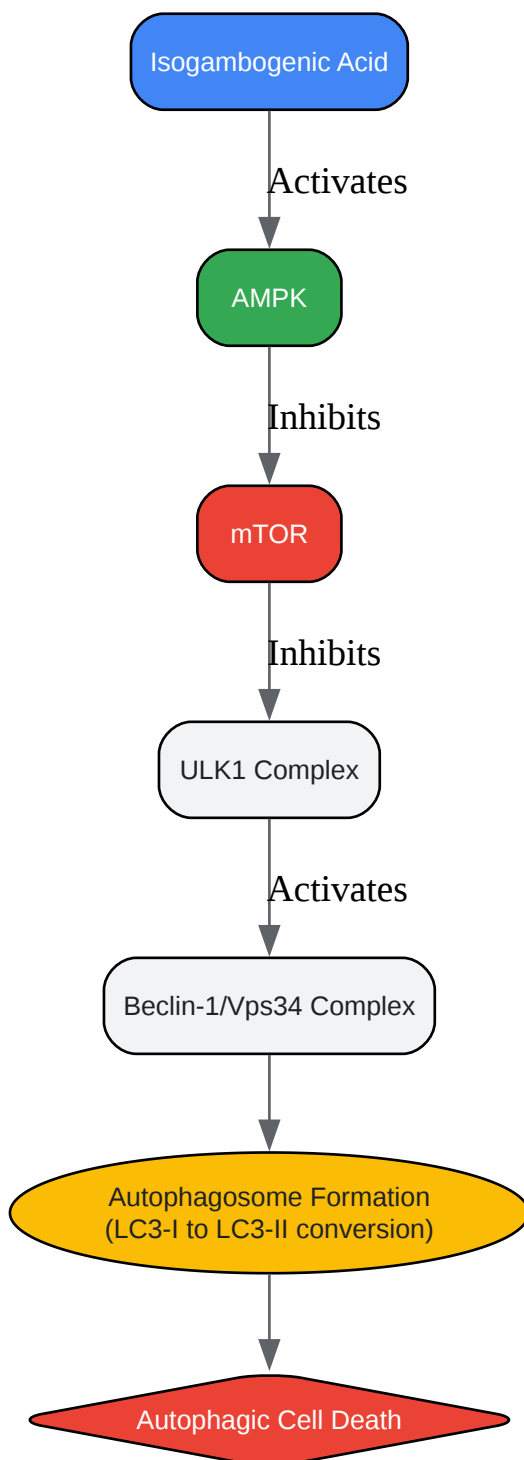 Isogambogenic Acid
Activates
AMPK
Inhibits
mTOR
Inhibits
ULK1 Complex
Activates
Beclin-1/Vps34 Complex
Autophagosome Formation
(LC3-I to LC3-II conversion)
Autophagic Cell Death